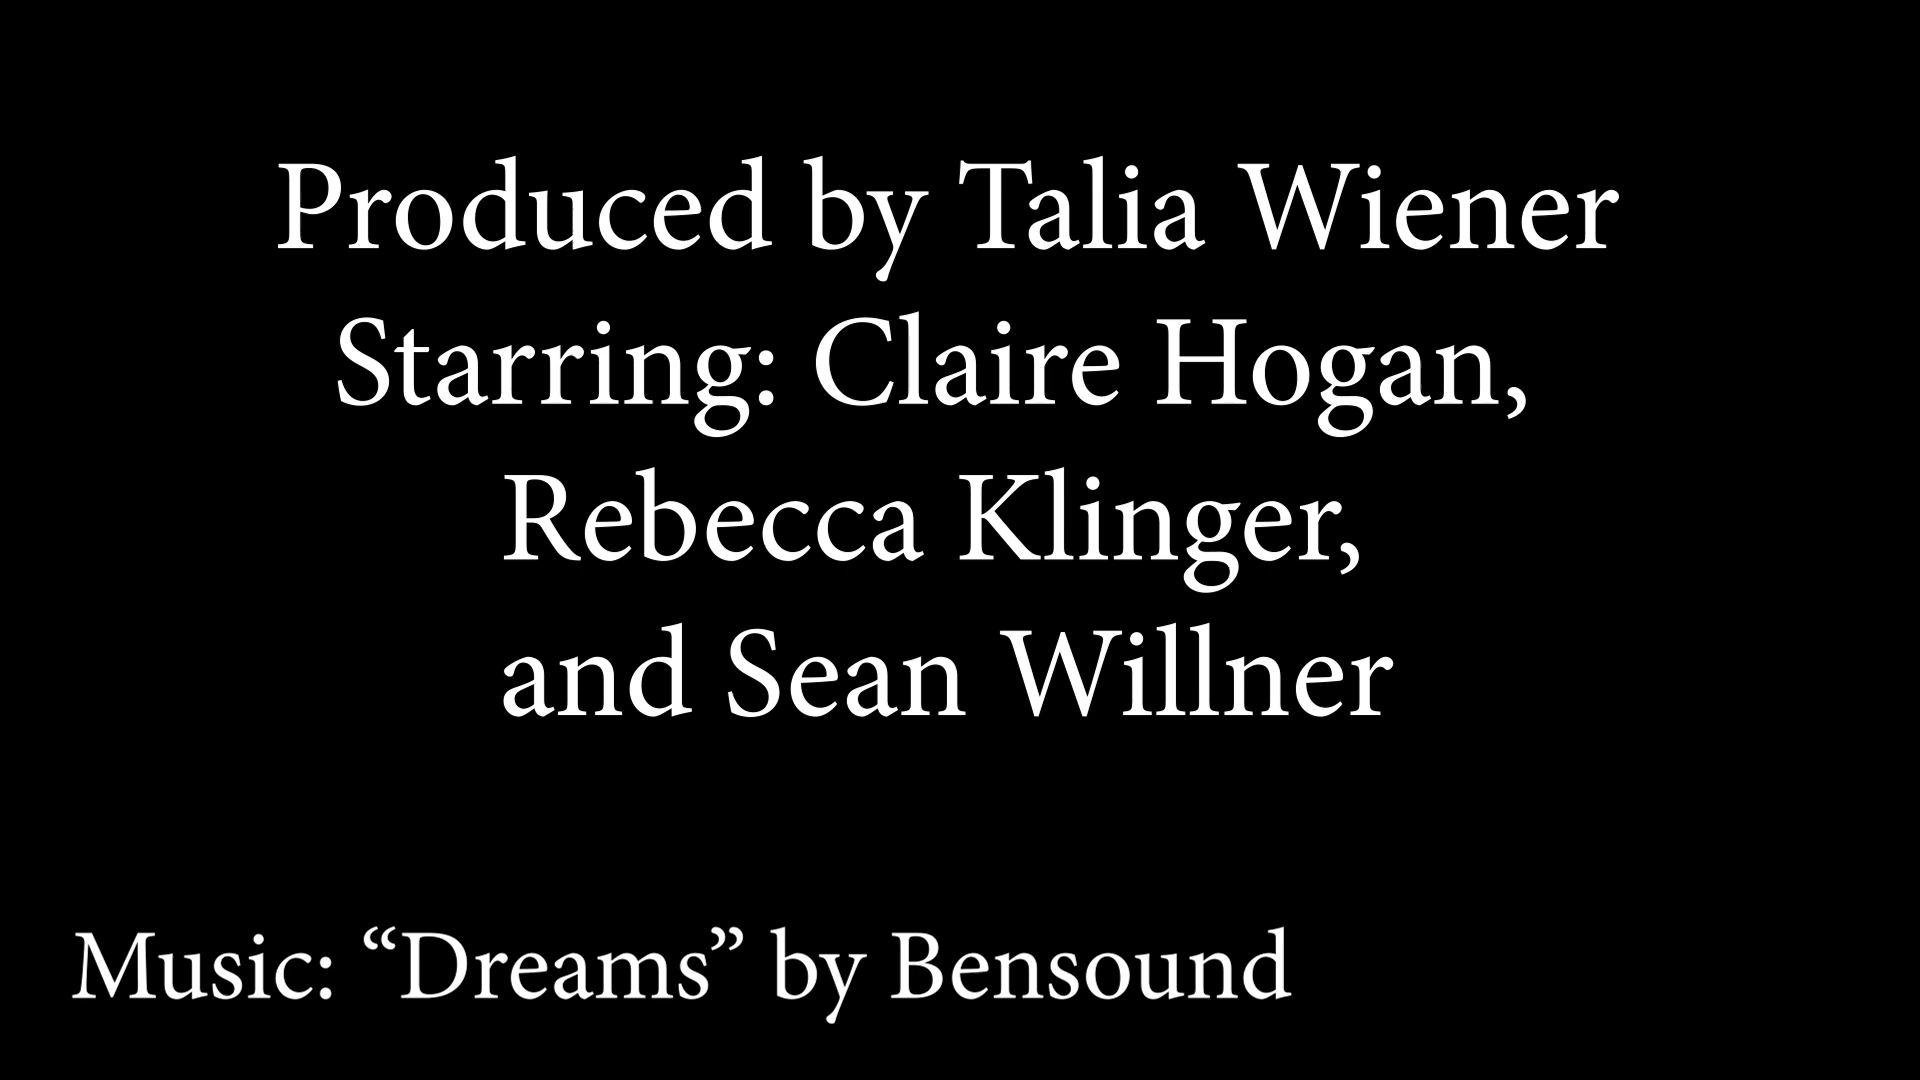 Produced by Talia Wiener
Starring: Claire Hogan,
Rebecca Klinger,
and Sean Willner
Music: “Dreams” by Bensound